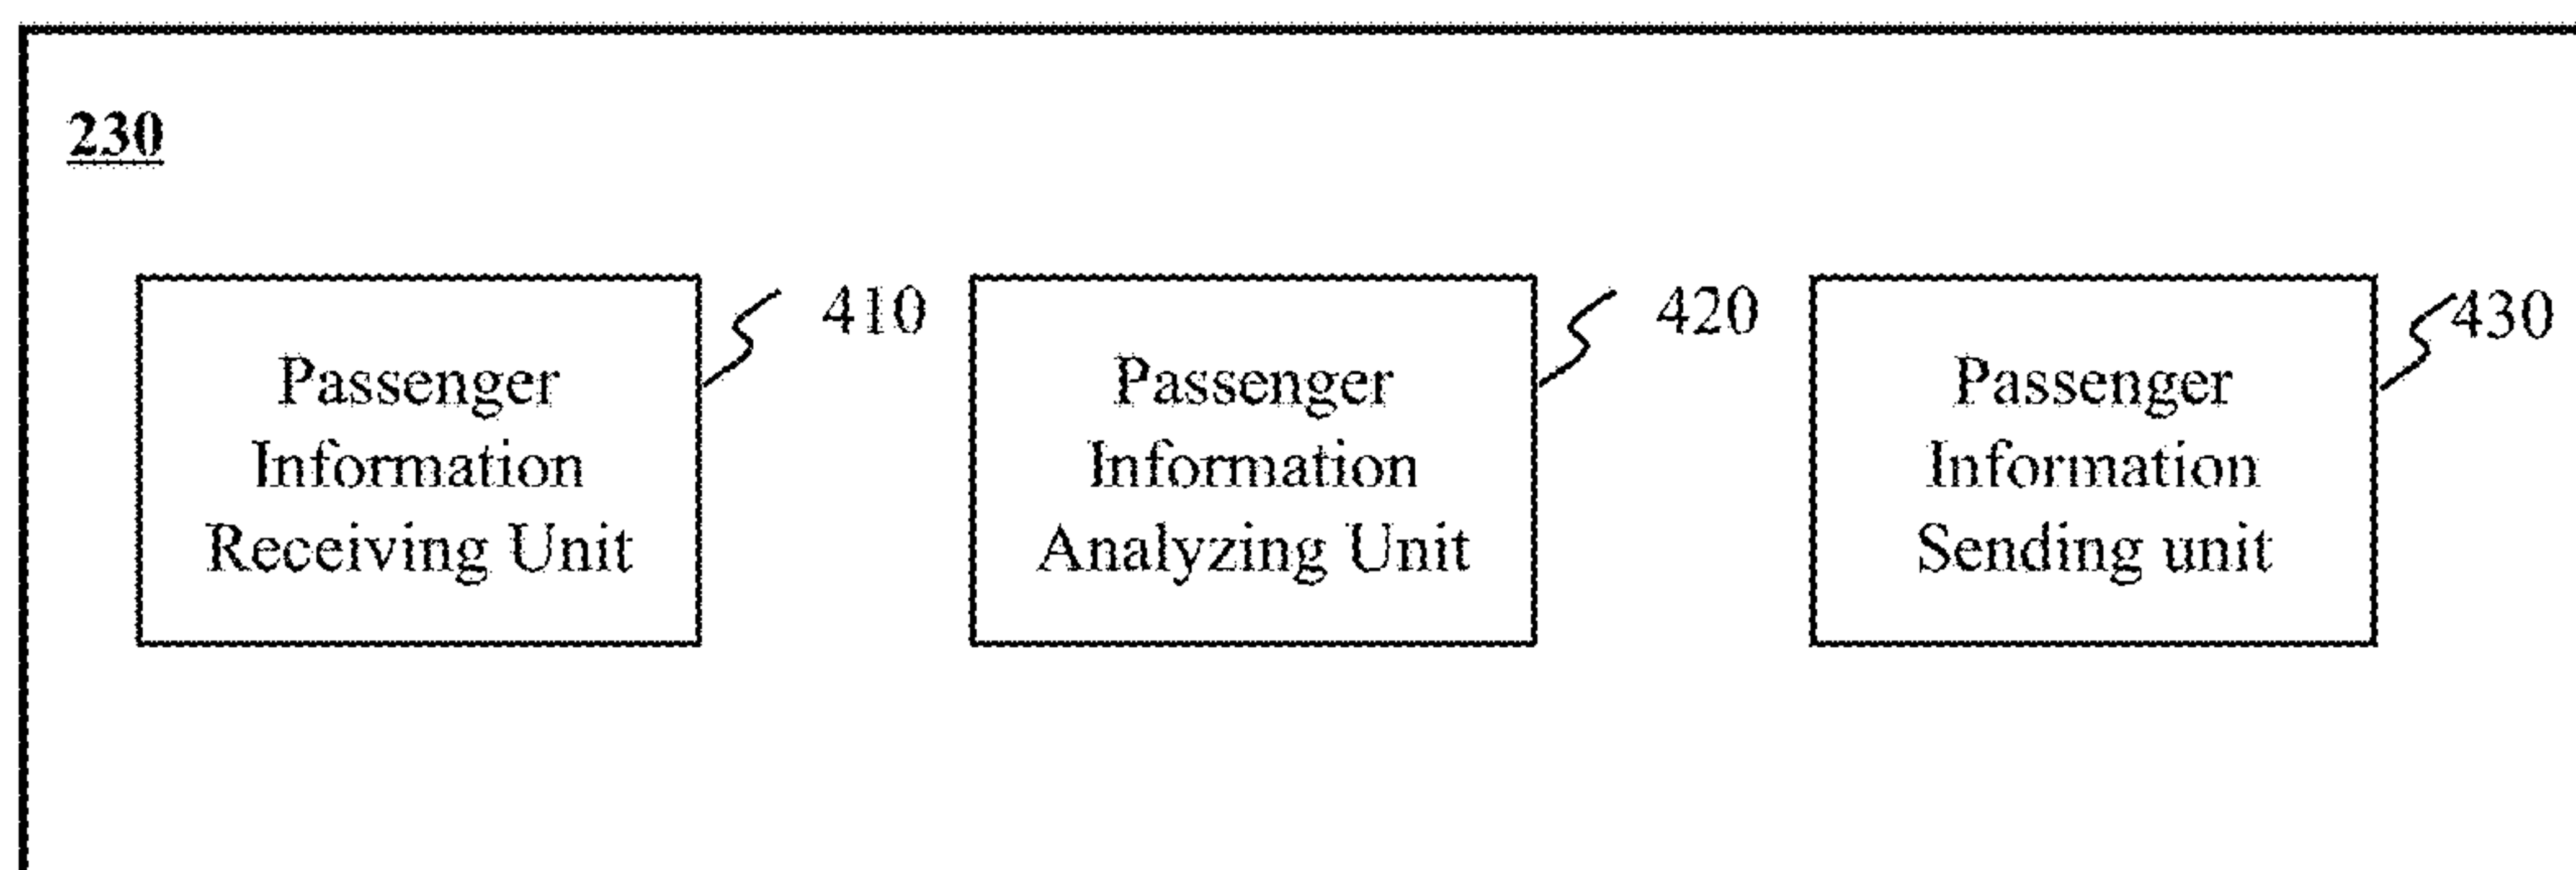 230
410
Passenger
Information
Receiving Unit
420
Passenger
Information
Analyzing Unit
430
Passenger
Information
Sending unit